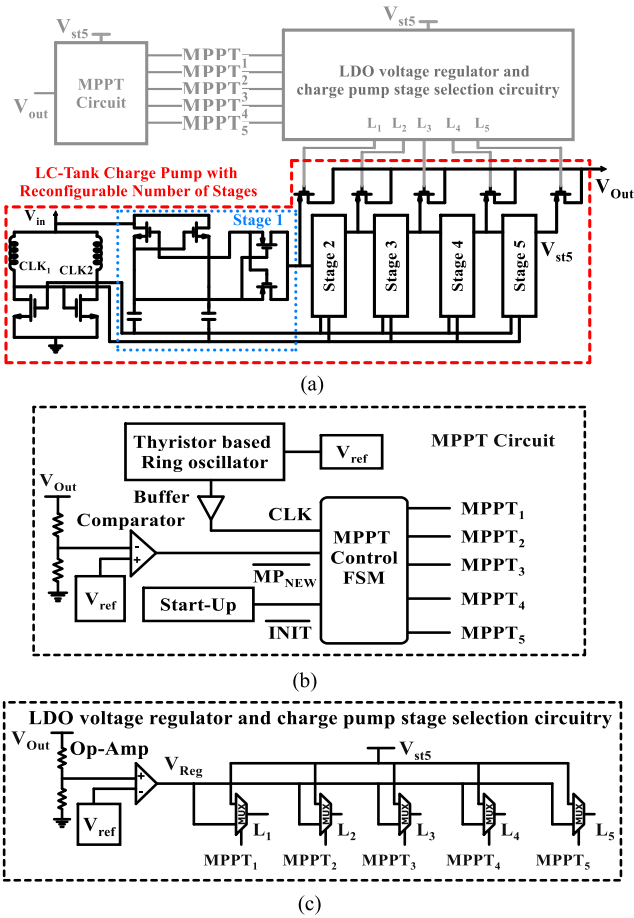 Vst5
Vst5
MPPT Circuit
Vout
MPPT1
MPPT2
MPPT3
MPPT4
MPPT5
LDO voltage regulator and
charge pump stage selection circuitry
L1 L2 L3 L4 L5
LC-Tank Charge Pump with
Reconfigurable Number of Stages
VOut
Vin
Stage 1
CLK1
CLK2
Stage 2
Stage 3
Stage 4
Stage 5
Vst5
(a)
Thyristor based
Ring oscillator
Vref
MPPT Circuit
VOut
Buffer
CLK
Comparator
-
+
Vref
MPNEW
Start-Up
INIT
MPPT
Control
FSM
MPPT1
MPPT2
MPPT3
MPPT4
MPPT5
(b)
LDO voltage regulator and charge pump stage selection circuitry
VOut
Op-Amp
+
-
Vref
VReg
Vst5
MUX
MUX
MUX
MUX
MUX
L1
L2
L3
L4
L5
MPPT1 MPPT2 MPPT3 MPPT4 MPPT5
(c)